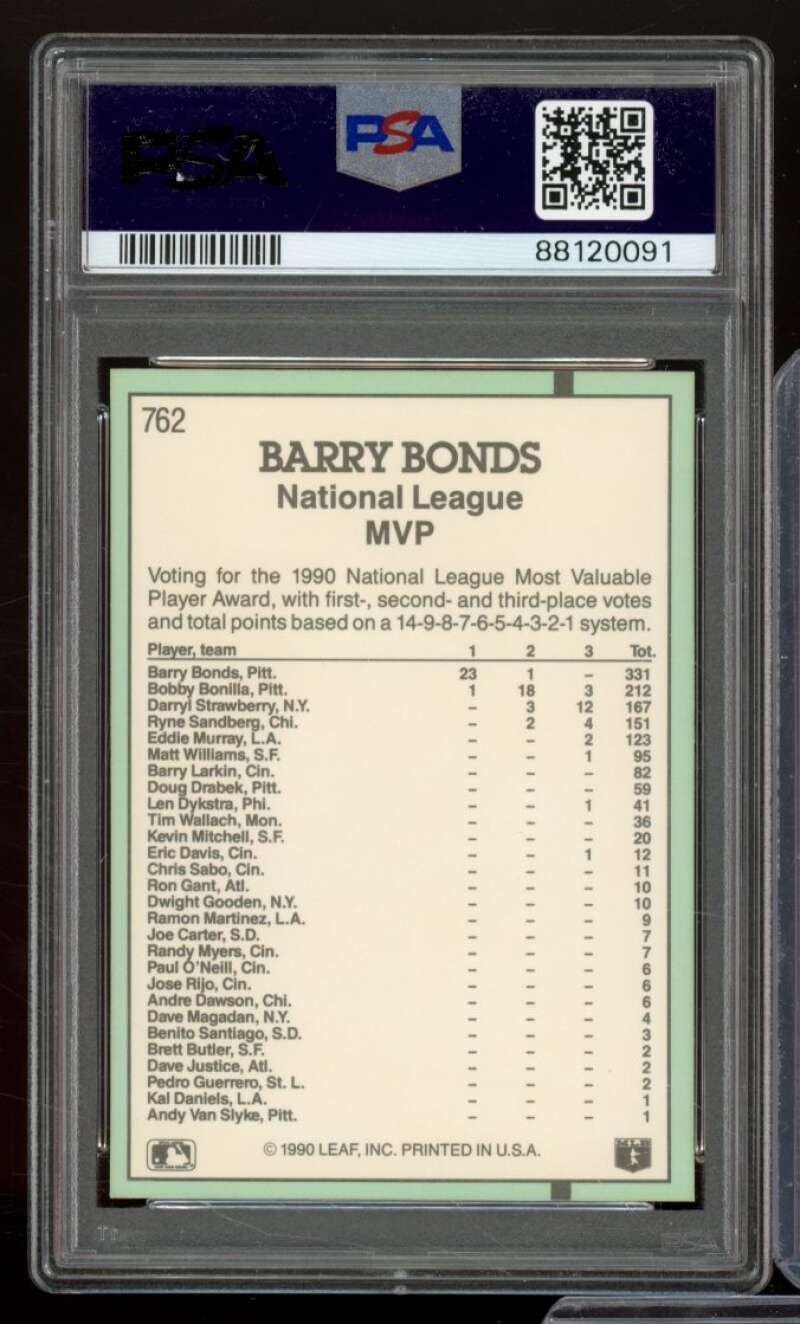 PSA
PSA
88120091
762
BARRY BONDS
National League
MVP
Voting for the 1990 National League Most Valuable
Player Award, with first-, second- and third-place votes
and total points based on a 14-9-8-7-6-5-4-3-2-1 system.
Player, team 1 2 3 Tot.
Barry Bonds, Pitt. 23 1 – 331
Bobby Bonilla, Pitt. 1 18 3 212
Darryl Strawberry, N.Y. – 3 12 167
Ryne Sandberg, Chi. – 2 4 151
Eddie Murray, L.A. – – 2 123
Matt Williams, S.F. – – 1 95
Barry Larkin, Cin. – – – 82
Doug Drabek, Pitt. – – – 59
Len Dykstra, Phi. – – 1 41
Tim Wallach, Mon. – – – 36
Kevin Mitchell, S.F. – – – 20
Eric Davis, Cin. – – 1 12
Chris Sabo, Cin. – – – 11
Ron Gant, Atl. – – – 10
Dwight Gooden, N.Y. – – – 10
Ramon Martinez, L.A. – – – 9
Joe Carter, S.D. – – – 7
Randy Myers, Cin. – – – 7
Paul O'Neill, Cin. – – – 6
Jose Rijo, Cin. – – – 6
Andre Dawson, Chi. – – – 6
Dave Magadan, N.Y. – – – 4
Benito Santiago, S.D. – – – 3
Brett Butler, S.F. – – – 2
Dave Justice, Atl. – – – 2
Pedro Guerrero, St. L. – – – 2
Kal Daniels, L.A. – – – 1
Andy Van Slyke, Pitt. – – – 1
© 1990 LEAF, INC. PRINTED IN U.S.A.